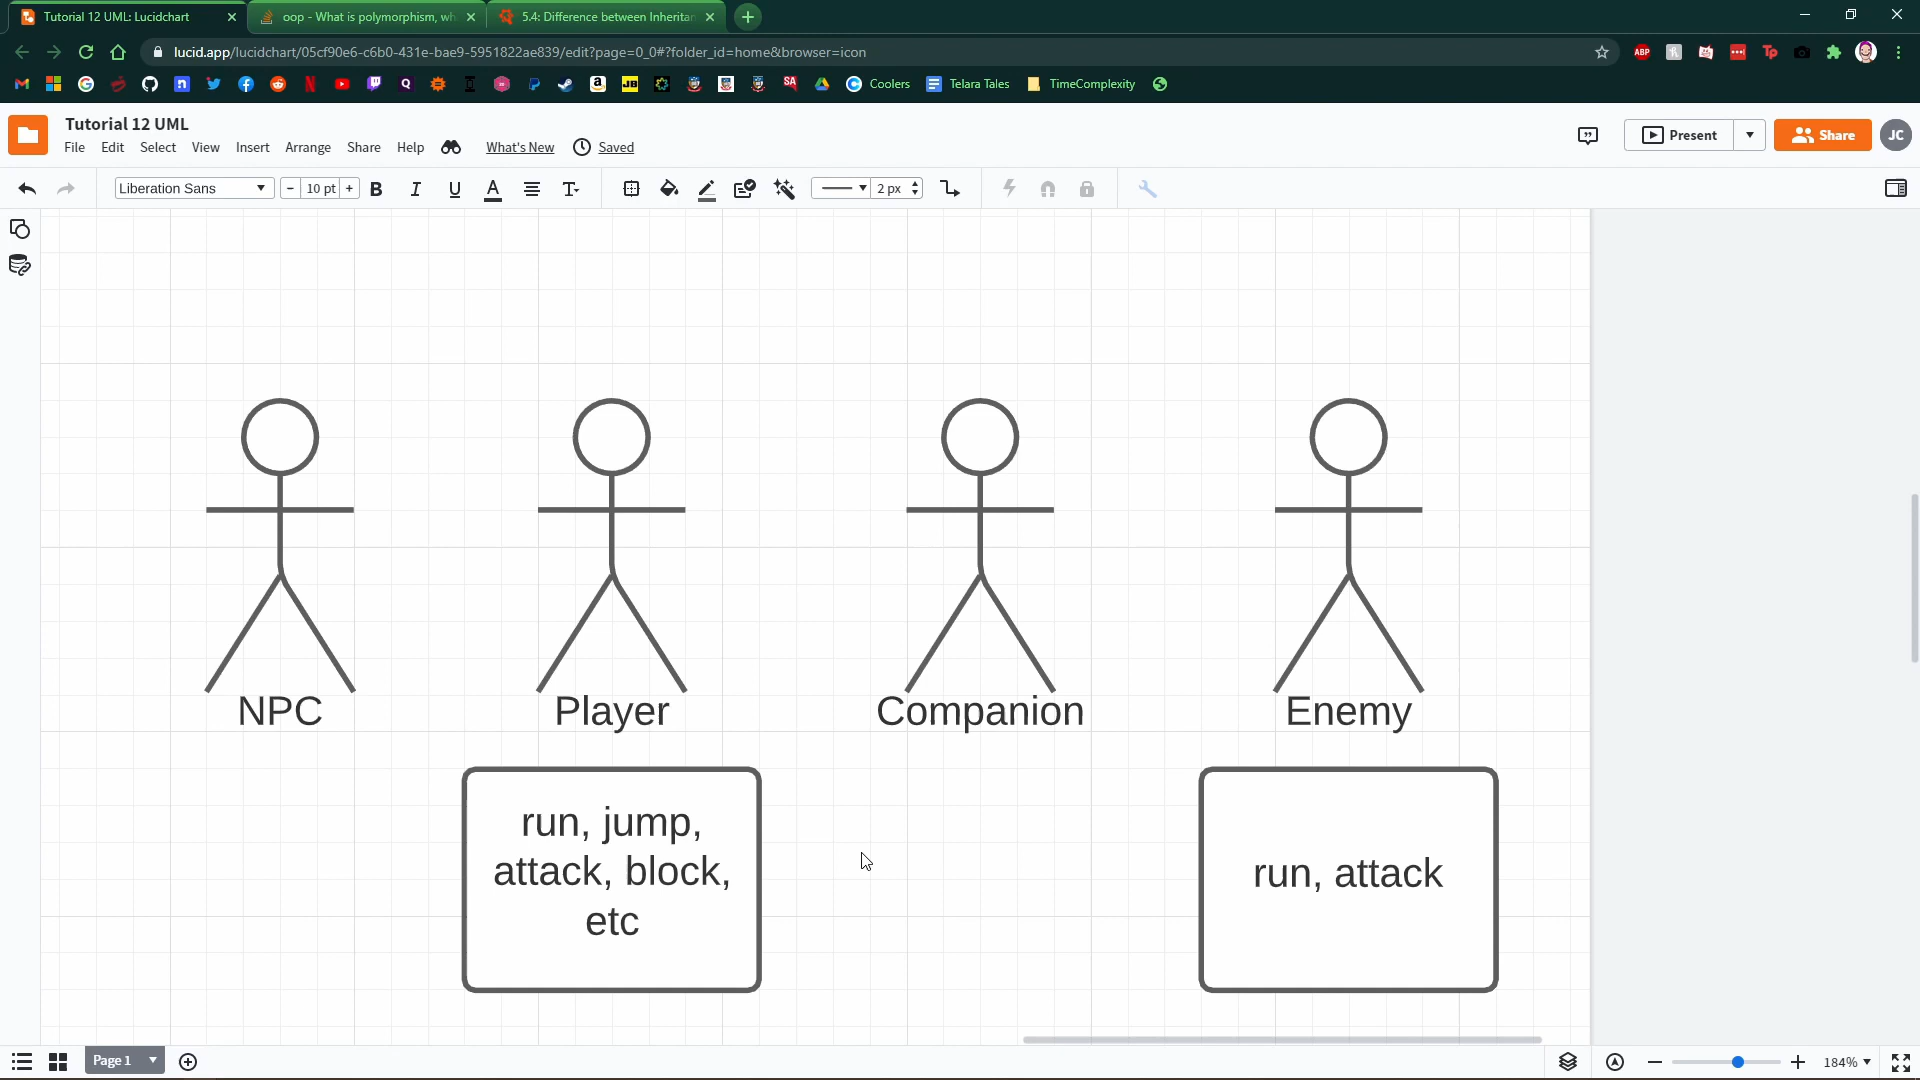 Tutorial 12 UML: Lucidchart
oop - What is polymorphism, wh
5.4: Difference between Inheritan
lucid.app/lucidchart/05cf90e6-c6b0-431e-bae9-5951822ae839/edit?page=0_0#?folder_id=home&browser=icon
Coolers
Telara Tales
TimeComplexity
Tutorial 12 UML
File Edit Select View Insert Arrange Share Help What's New Saved
Present
Share
JC
Liberation Sans
10 pt
2 px
NPC
Player
Companion
Enemy
run, jump,
attack, block,
etc
run, attack
Page 1
184%